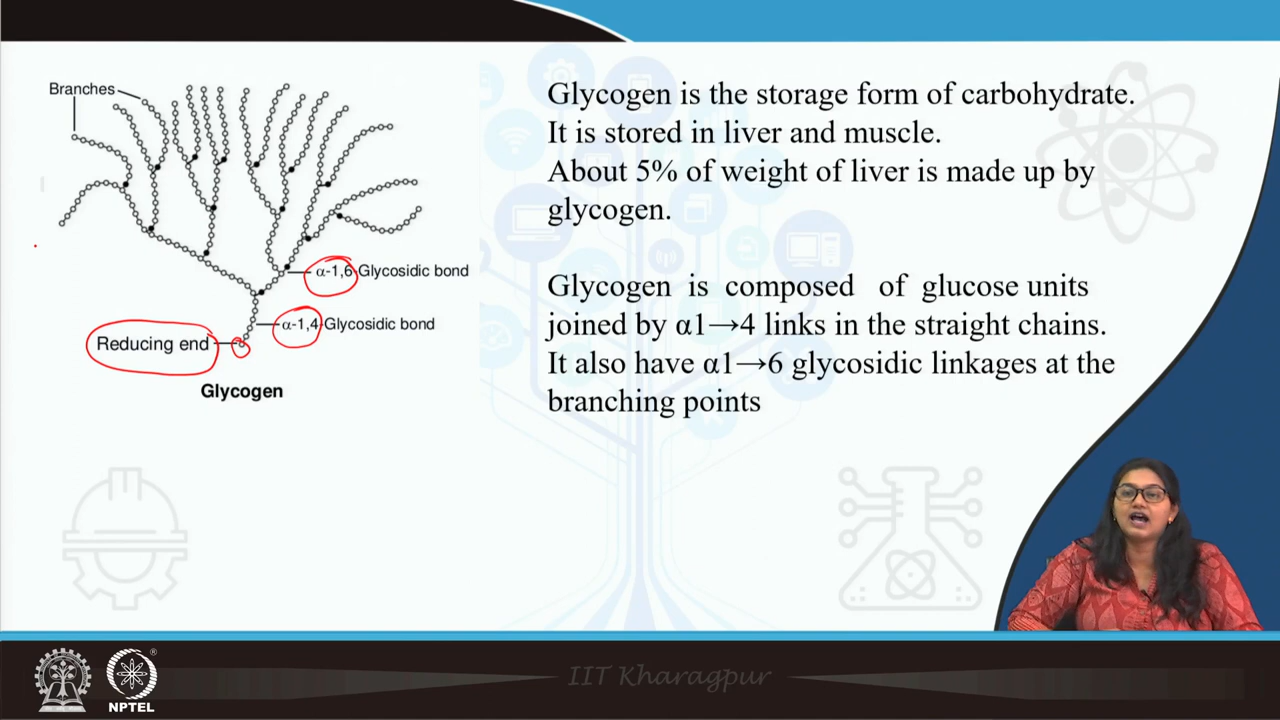 Branches
α-1,6-Glycosidic bond
α-1,4-Glycosidic bond
Reducing end
Glycogen
Glycogen is the storage form of carbohydrate.
It is stored in liver and muscle.
About 5% of weight of liver is made up by
glycogen.
Glycogen is composed of glucose units
joined by α1→4 links in the straight chains.
It also have α1→6 glycosidic linkages at the
branching points
IIT Kharagpur
NPTEL